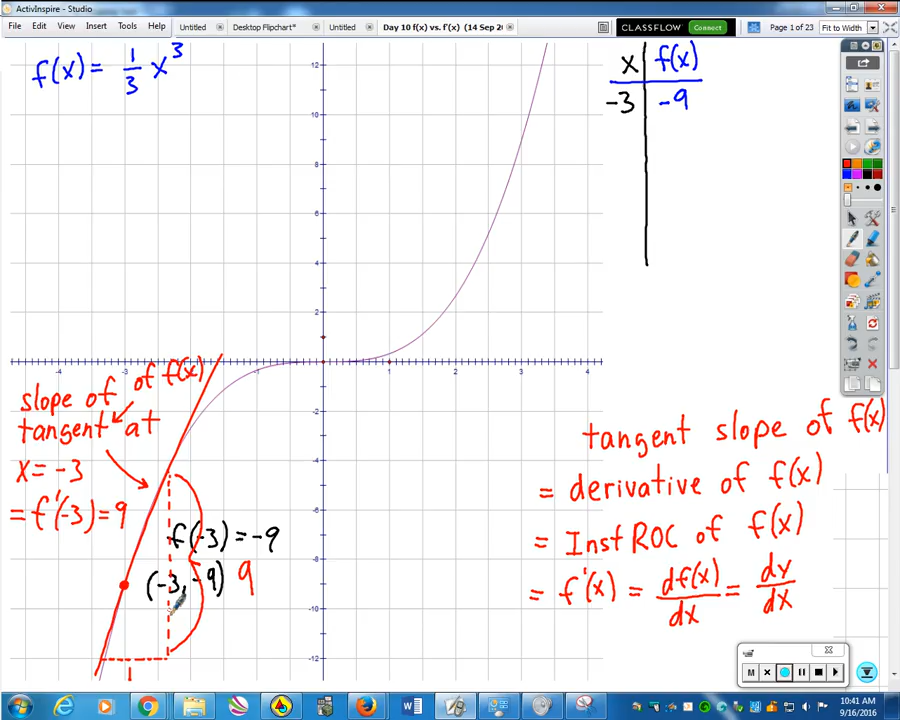 ActivInspire - Studio
File Edit View Insert Tools
Untitled
Desktop Flipchart*
Untitled
Day 10 f(x) vs. f'(x) (14 Sep 2
CLASSFLOW
Connect
Page 1 of 23
Fit to Width
f(x) = 1/3 x³
x f(x)
-3 -9
12
10
8
6
4
2
-4 -3 -1 1 2 3 4
-2
-4
-6
-8
-10
-12
slope of of f(x)
tangent at
x = -3
= f'(-3) = 9
f(-3) = -9
(-3, -9) 9
1
tangent slope of f(x)
= derivative of f(x)
= Inst ROC of f(x)
= f'(x) = df(x)/dx = dy/dx
M
10:41 AM
9/16/2016